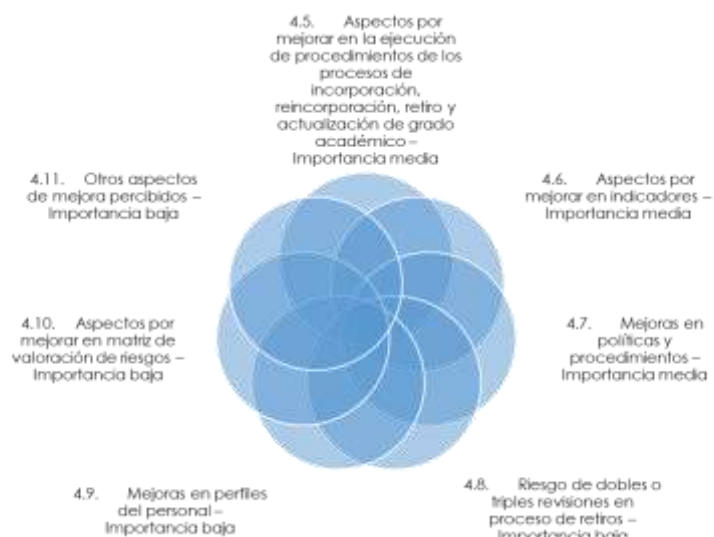 4.5. Aspectos por
mejorar en la ejecución
de procedimientos de los
procesos de
incorporación,
reincorporación, retiro y
actualización de grado
académico –
Importancia media
4.6. Aspectos por
mejorar en indicadores –
Importancia media
4.7. Mejoras en
políticas y
procedimientos –
Importancia media
4.8. Riesgo de dobles o
triples revisiones en
proceso de retiros –
Importancia baja
4.9. Mejoras en perfiles
del personal –
Importancia baja
4.10. Aspectos por
mejorar en matriz de
valoración de riesgos –
Importancia baja
4.11. Otros aspectos
de mejora percibidos –
Importancia baja